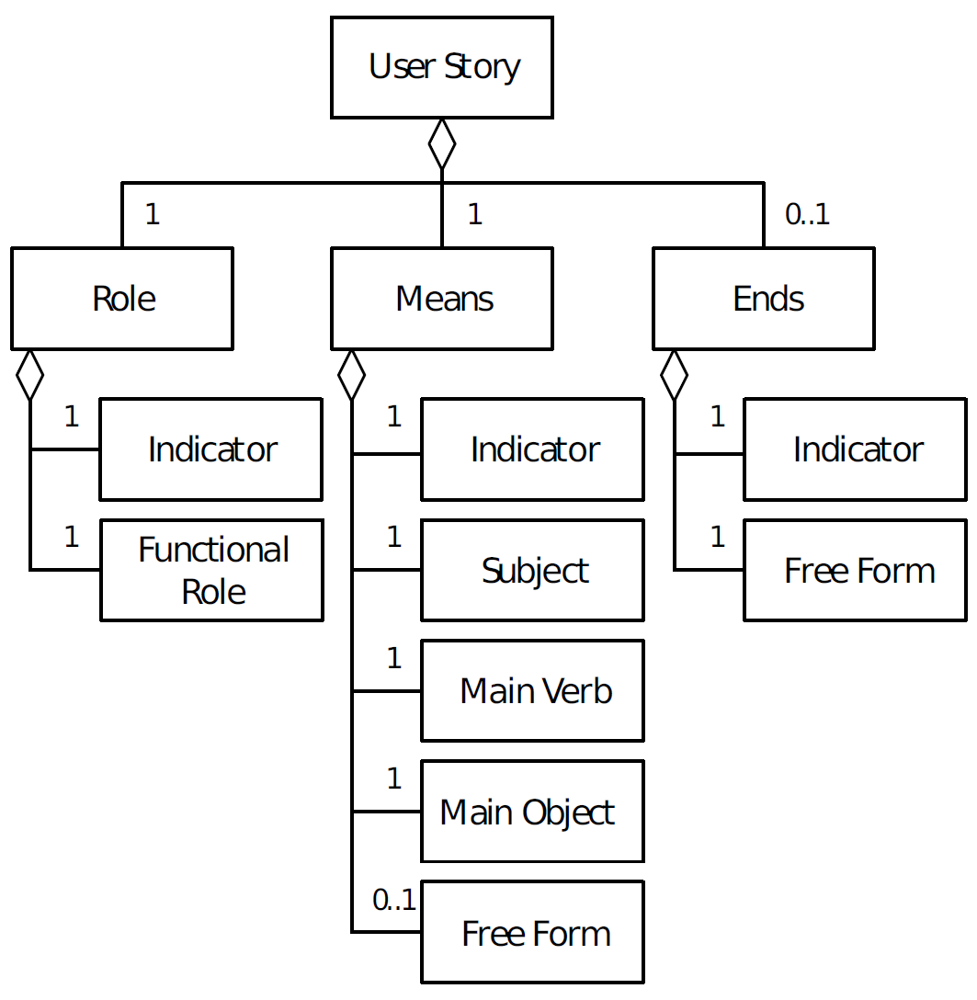 User Story
1
1
0..1
Role
Means
Ends
1
Indicator
1
Indicator
1
Indicator
1
Functional
Role
1
Subject
1
Free Form
1
Main Verb
1
Main Object
0..1
Free Form